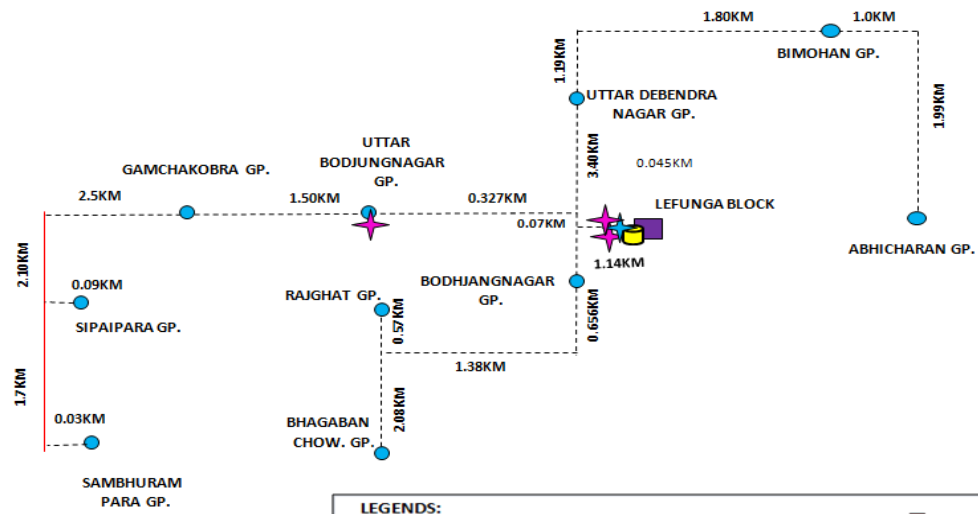 1.80KM
1.0KM
BIMOHAN GP.
1.19KM
1.99KM
UTTAR DEBENDRA
NAGAR GP.
3.40KM
0.045KM
UTTAR
BODJUNGNAGAR
GP.
GAMCHAKOBRA GP.
2.5KM
1.50KM
0.327KM
LEFUNGA BLOCK
0.07KM
1.14KM
ABHICHARAN GP.
2.10KM
0.09KM
SIPAIPARA GP.
RAJGHAT GP.
BODHJANGNAGAR
GP.
0.57KM
0.656KM
1.38KM
1.7KM
0.03KM
SAMBHURAM
PARA GP.
BHAGABAN
CHOW. GP.
2.08KM
LEGENDS: